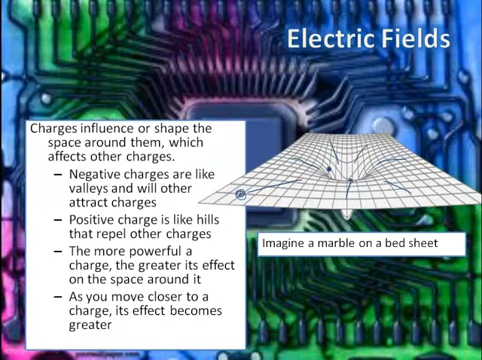 Electric Fields
Charges influence or shape the
space around them, which
affects other charges.
– Negative charges are like
valleys and will other
attract charges
– Positive charge is like hills
that repel other charges
– The more powerful a
charge, the greater its effect
on the space around it
– As you move closer to a
charge, its effect becomes
greater
Imagine a marble on a bed sheet